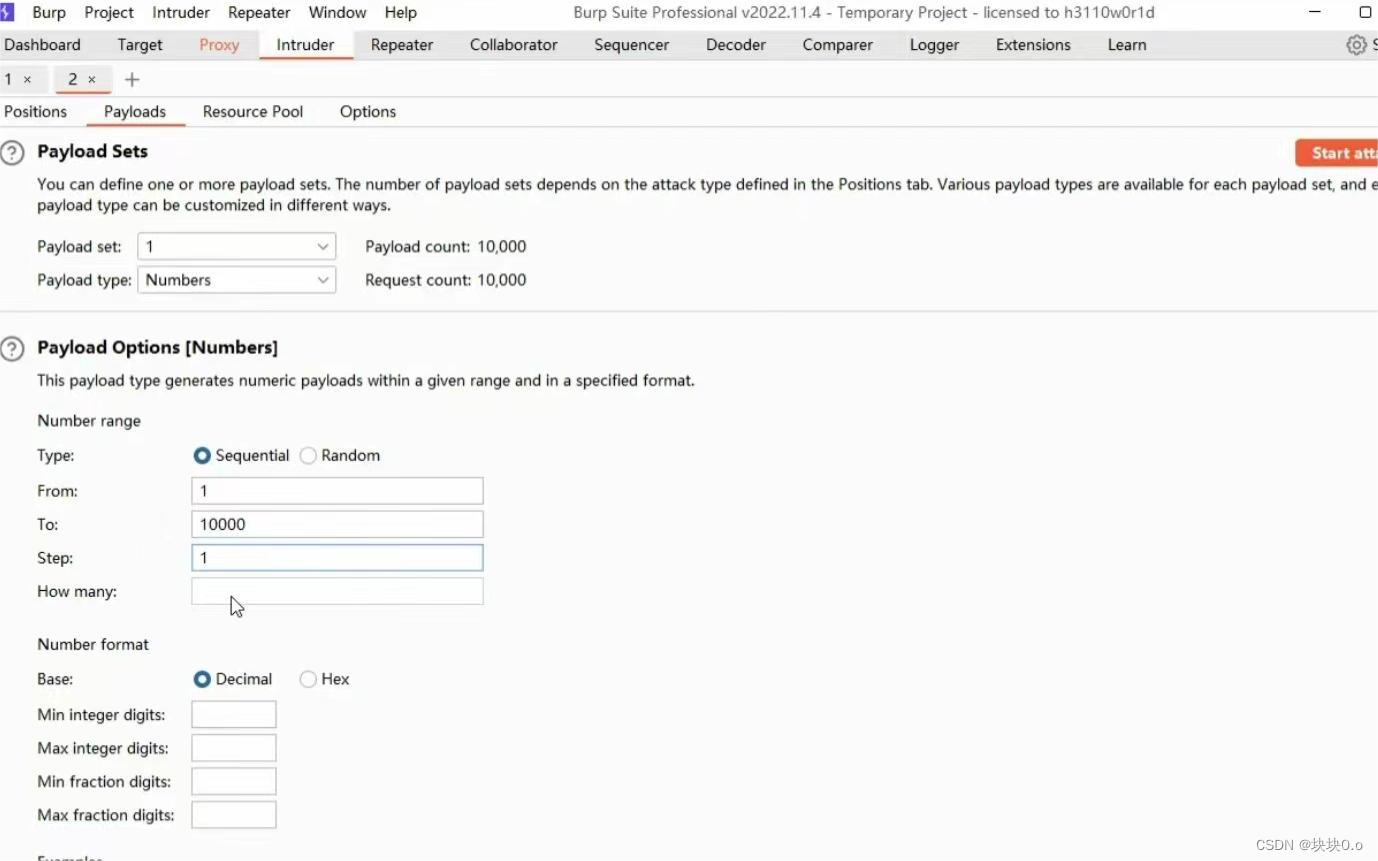 Burp Project Intruder Repeater Window Help Burp Suite Professional v2022.11.4 - Temporary Project - licensed to h3110w0r1d
Dashboard Target Proxy Intruder Repeater Collaborator Sequencer Decoder Comparer Logger Extensions Learn
1 × 2 × +
Positions Payloads Resource Pool Options
? Payload Sets
Start atta
You can define one or more payload sets. The number of payload sets depends on the attack type defined in the Positions tab. Various payload types are available for each payload set, and e
payload type can be customized in different ways.
Payload set: 1 Payload count: 10,000
Payload type: Numbers Request count: 10,000
? Payload Options [Numbers]
This payload type generates numeric payloads within a given range and in a specified format.
Number range
Type: Sequential Random
From: 1
To: 10000
Step: 1
How many:
Number format
Base: Decimal Hex
Min integer digits:
Max integer digits:
Min fraction digits:
Max fraction digits:
CSDN @块块0.o